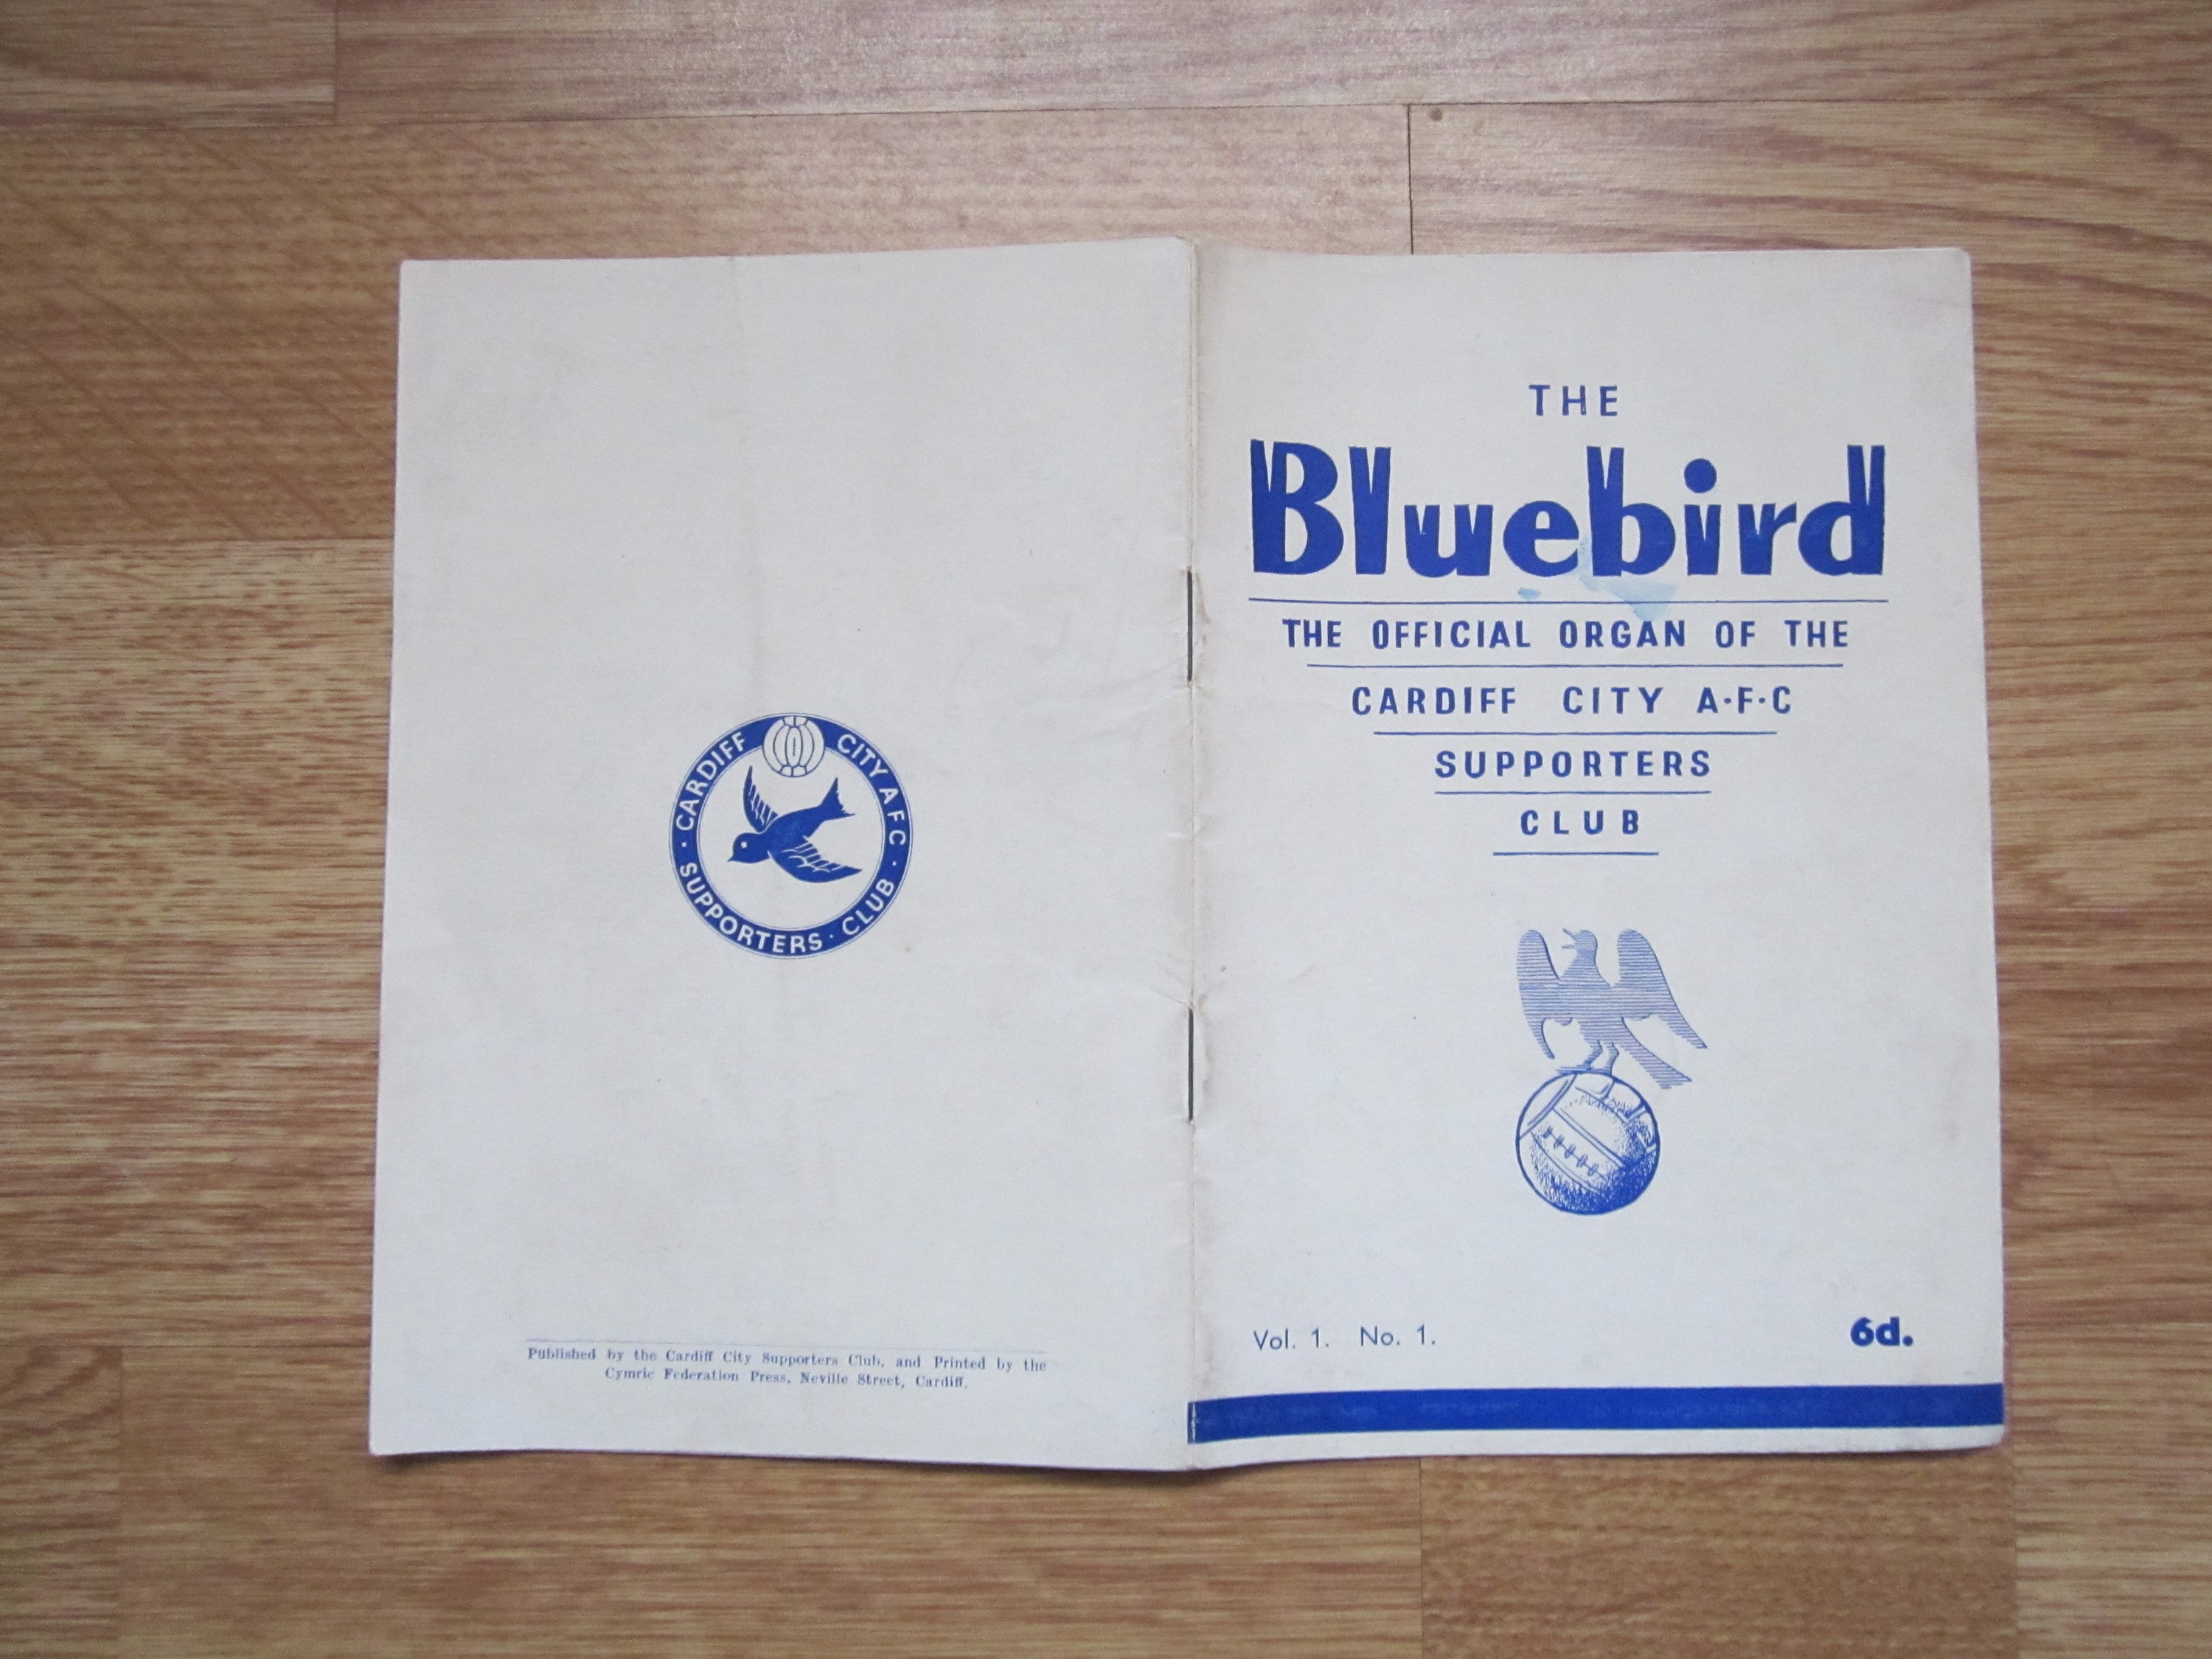 CARDIFF CITY AFC
· SUPPORTERS · CLUB ·
Published by the Cardiff City Supporters Club, and Printed by the
Cymric Federation Press, Neville Street, Cardiff.
THE
Bluebird
THE OFFICIAL ORGAN OF THE
CARDIFF CITY A·F·C
SUPPORTERS
CLUB
Vol. 1. No. 1.
6d.